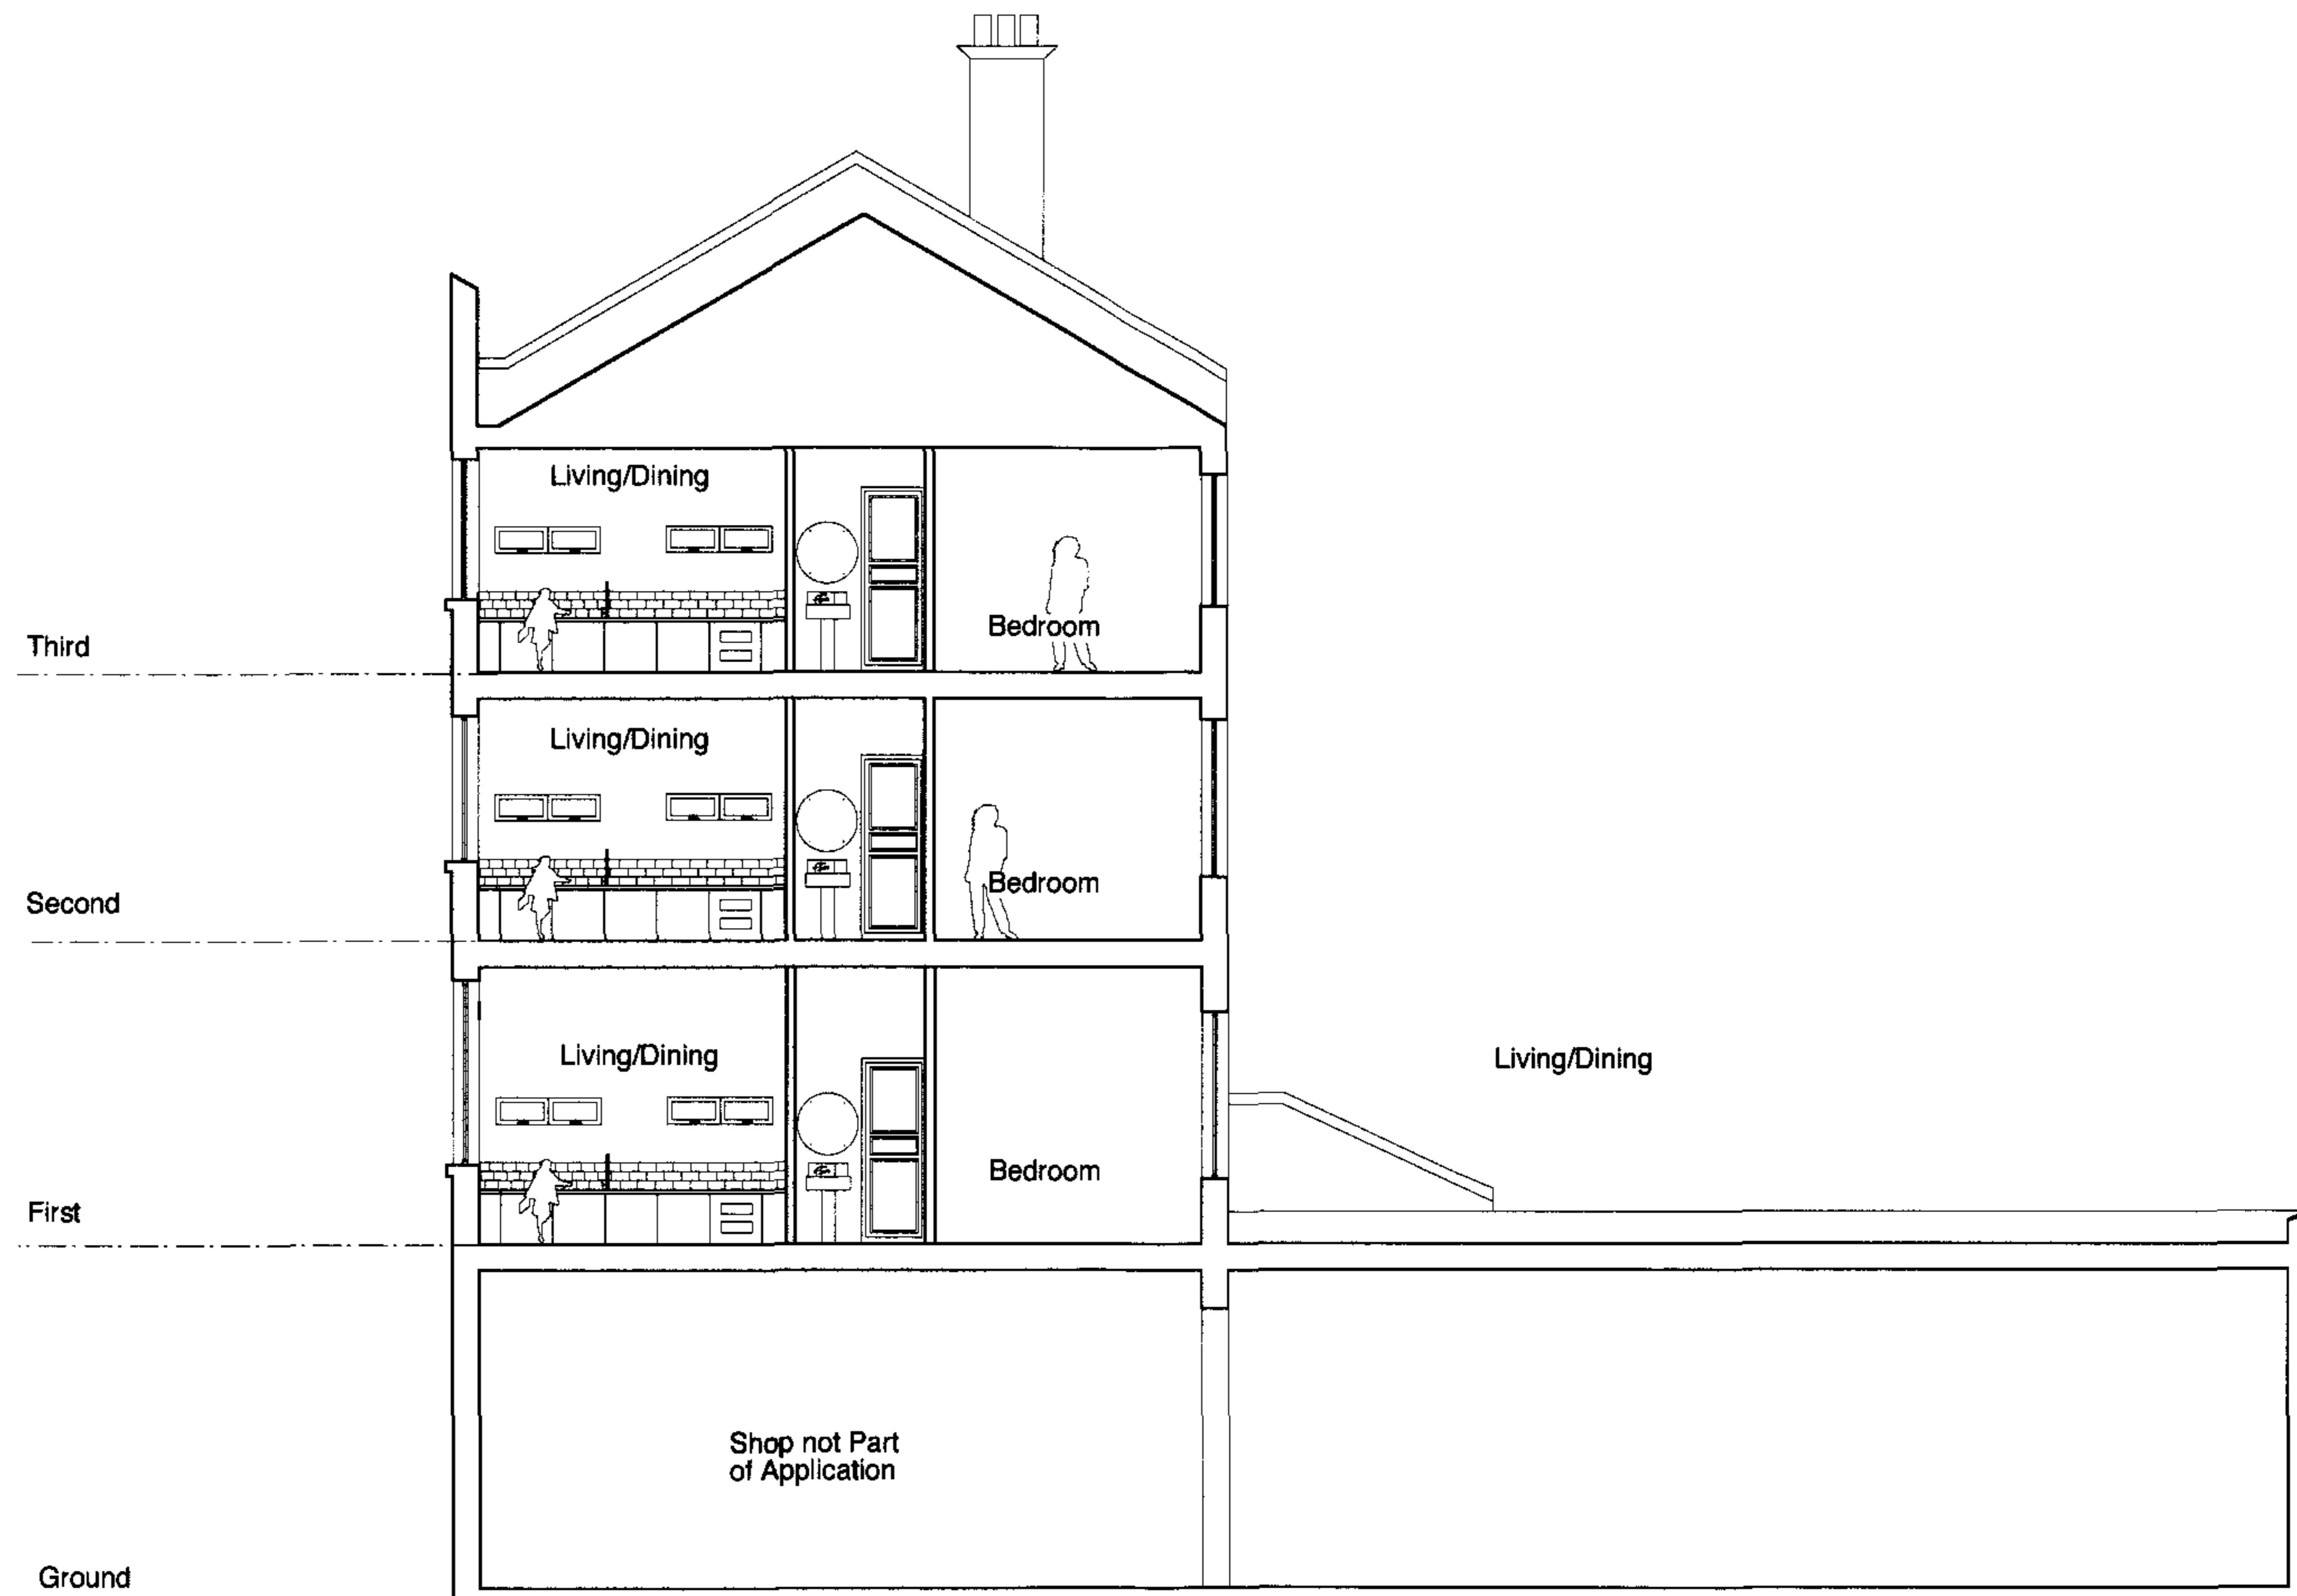 Living/Dining
Bedroom
Third
Living/Dining
Bedroom
Second
Living/Dining
Living/Dining
Bedroom
First
Shop not Part
of Application
Ground